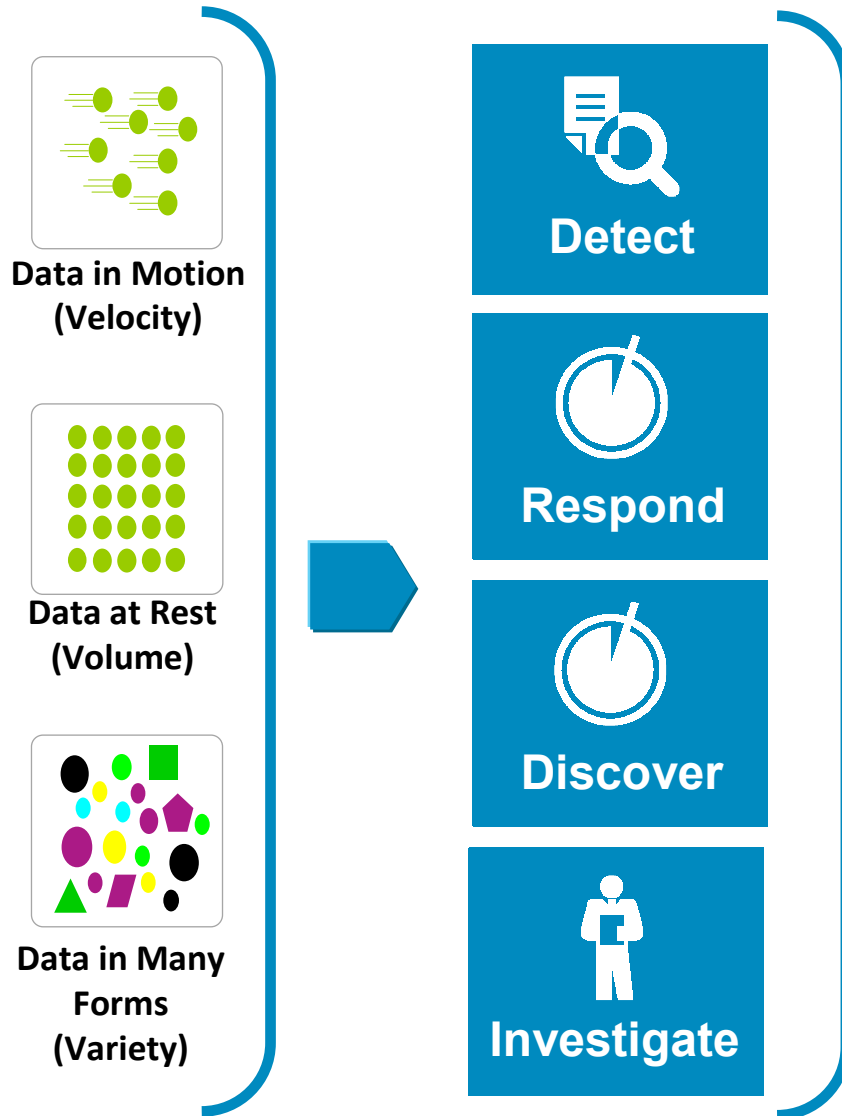 Data in Motion
(Velocity)
Data at Rest
(Volume)
Data in Many
Forms
(Variety)
Detect
Respond
Discover
Investigate